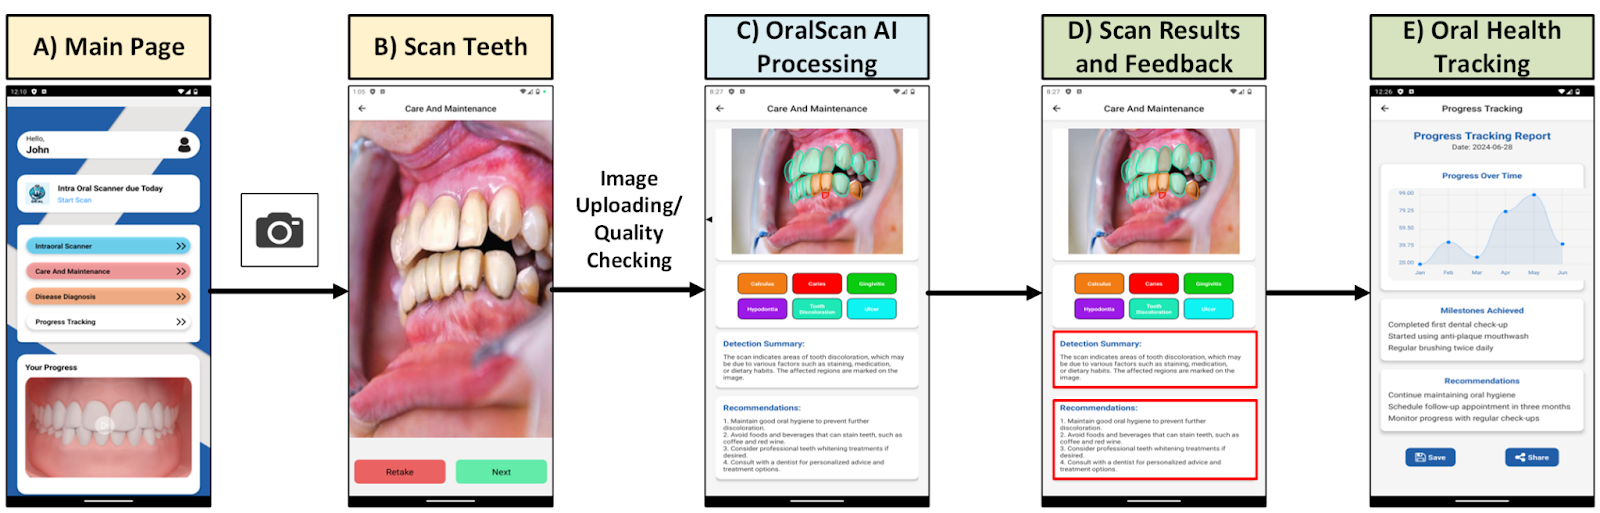 A) Main Page
12:10
Hello,
John
Intra Oral Scanner due Today
Start Scan
Intraoral Scanner
Care And Maintenance
Disease Diagnosis
Progress Tracking
Your Progress
B) Scan Teeth
1:05
Care And Maintenance
Retake
Next
Image
Uploading/
Quality
Checking
C) OralScan AI
Processing
8:27
Care And Maintenance
Calculus
Caries
Gingivitis
Hypodontia
Tooth
Discoloration
Ulcer
Detection Summary:
The scan indicates areas of tooth discoloration, which may
be due to various factors such as staining, medication,
or dietary habits. The affected regions are marked on the
image.
Recommendations:
1. Maintain good oral hygiene to prevent further
discoloration.
2. Avoid foods and beverages that can stain teeth, such as
coffee and red wine.
3. Consider professional teeth whitening treatments if
desired.
4. Consult with a dentist for personalized advice and
treatment options.
D) Scan Results
and Feedback
8:27
Care And Maintenance
Calculus
Caries
Gingivitis
Hypodontia
Tooth
Discoloration
Ulcer
Detection Summary:
The scan indicates areas of tooth discoloration, which may
be due to various factors such as staining, medication,
or dietary habits. The affected regions are marked on the
image.
Recommendations:
1. Maintain good oral hygiene to prevent further
discoloration.
2. Avoid foods and beverages that can stain teeth, such as
coffee and red wine.
3. Consider professional teeth whitening treatments if
desired.
4. Consult with a dentist for personalized advice and
treatment options.
E) Oral Health
Tracking
12:26
Progress Tracking
Progress Tracking Report
Date: 2024-06-28
Progress Over Time
99.00
79.25
59.50
39.75
20.00
Jan Feb Mar Apr May Jun
Milestones Achieved
Completed first dental check-up
Started using anti-plaque mouthwash
Regular brushing twice daily
Recommendations
Continue maintaining oral hygiene
Schedule follow-up appointment in three months
Monitor progress with regular check-ups
Save
Share